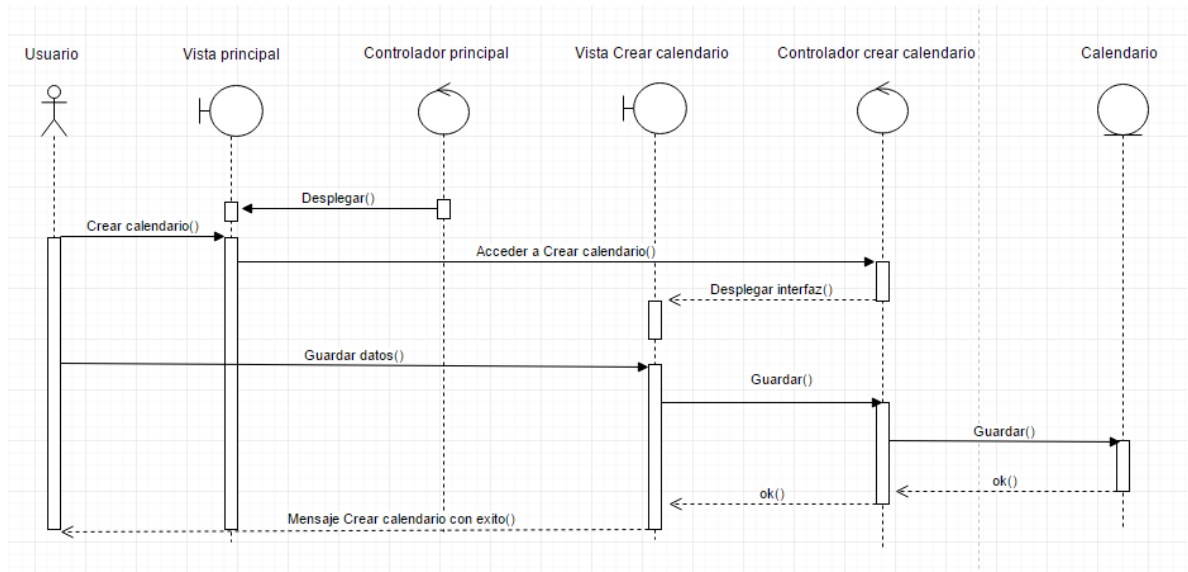 Usuario
Vista principal
Controlador principal
Vista Crear calendario
Controlador crear calendario
Calendario
Desplegar()
Crear calendario()
Acceder a Crear calendario()
Desplegar interfaz()
Guardar datos()
Guardar()
Guardar()
ok()
ok()
Mensaje Crear calendario con exito()